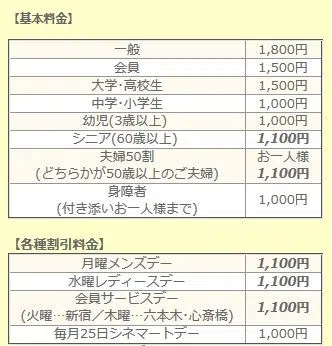 【基本料金】
一般 1,800円
会員 1,500円
大学・高校生 1,500円
中学・小学生 1,000円
幼児(3歳以上) 1,000円
シニア(60歳以上) 1,100円
夫婦50割 お一人様
(どちらかが50歳以上のご夫婦) 1,100円
身障者
(付き添いお一人様まで) 1,000円
【各種割引料金】
月曜メンズデー 1,100円
水曜レディースデー 1,100円
会員サービスデー
(火曜…新宿／木曜…六本木・心斎橋) 1,100円
毎月25日シネマートデー 1,000円